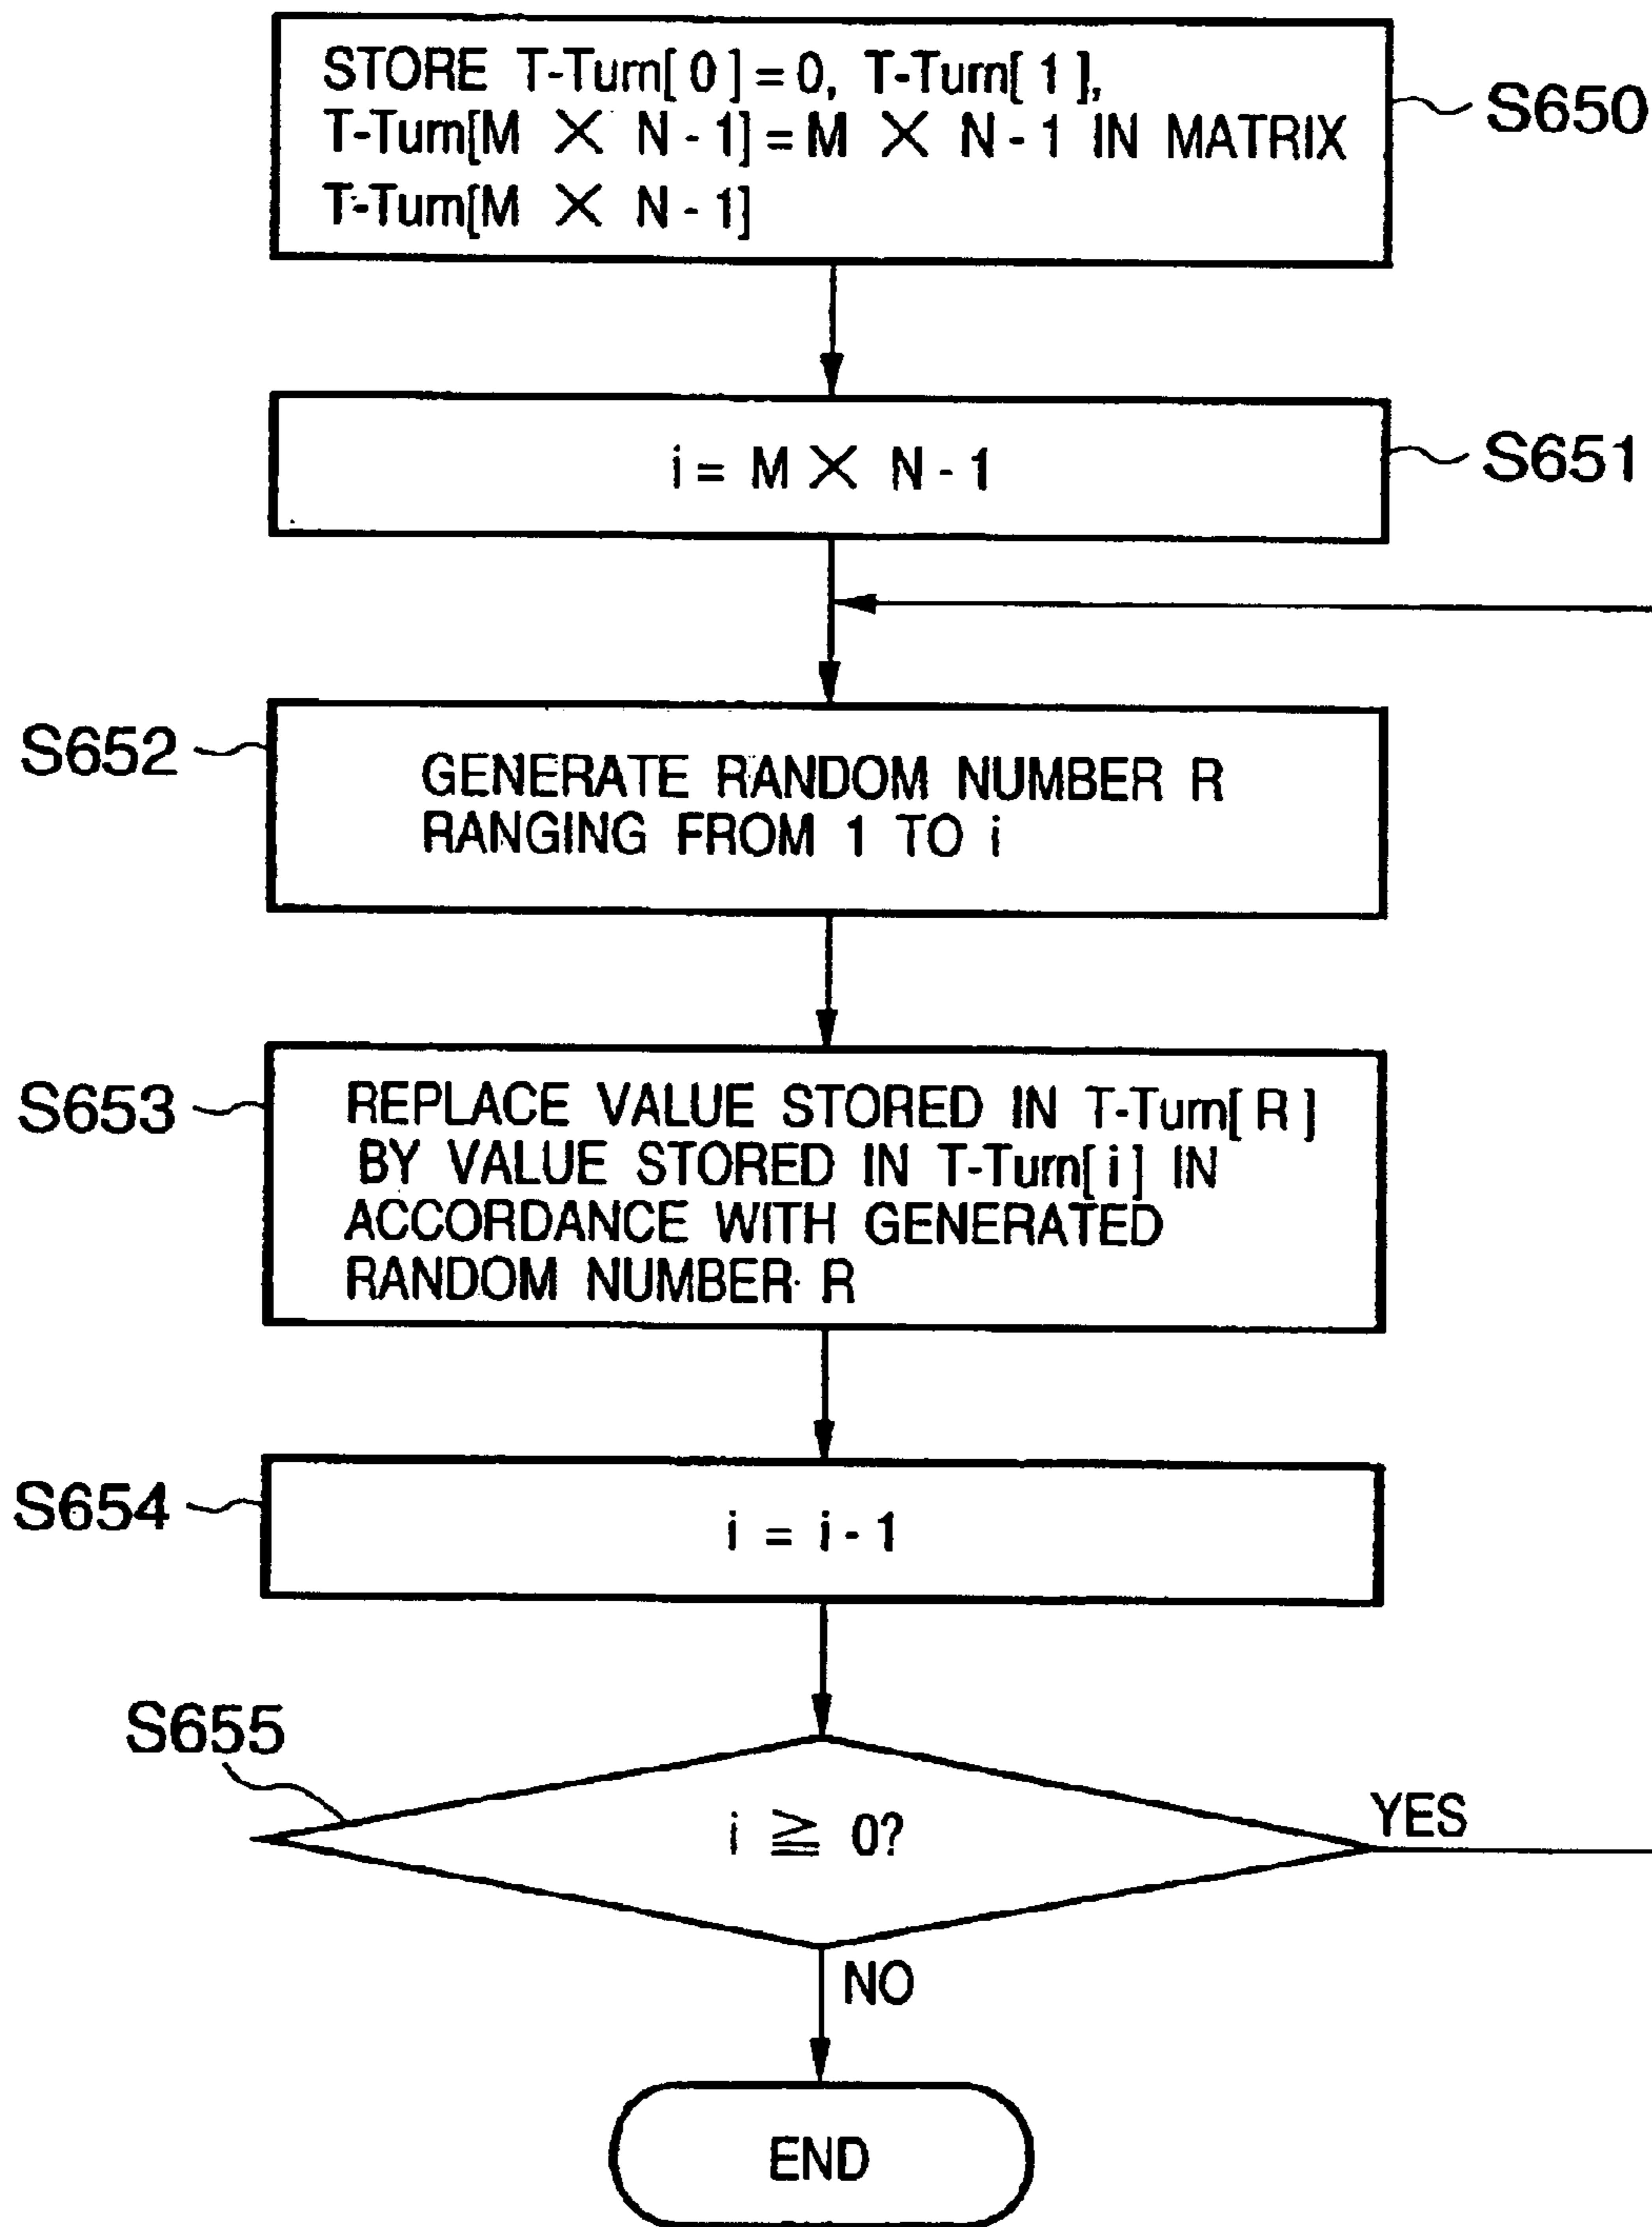 STORE T-Turn[ 0 ] = 0, T-Turn[ 1 ],
T-Turn[M × N - 1] = M × N - 1 IN MATRIX
T-Turn[M × N - 1]
S650
i = M × N - 1
S651
S652
GENERATE RANDOM NUMBER R
RANGING FROM 1 TO i
S653
REPLACE VALUE STORED IN T-Turn[ R ]
BY VALUE STORED IN T-Turn[ i ] IN
ACCORDANCE WITH GENERATED
RANDOM NUMBER R
S654
i = i - 1
S655
i ≧ 0?
YES
NO
END